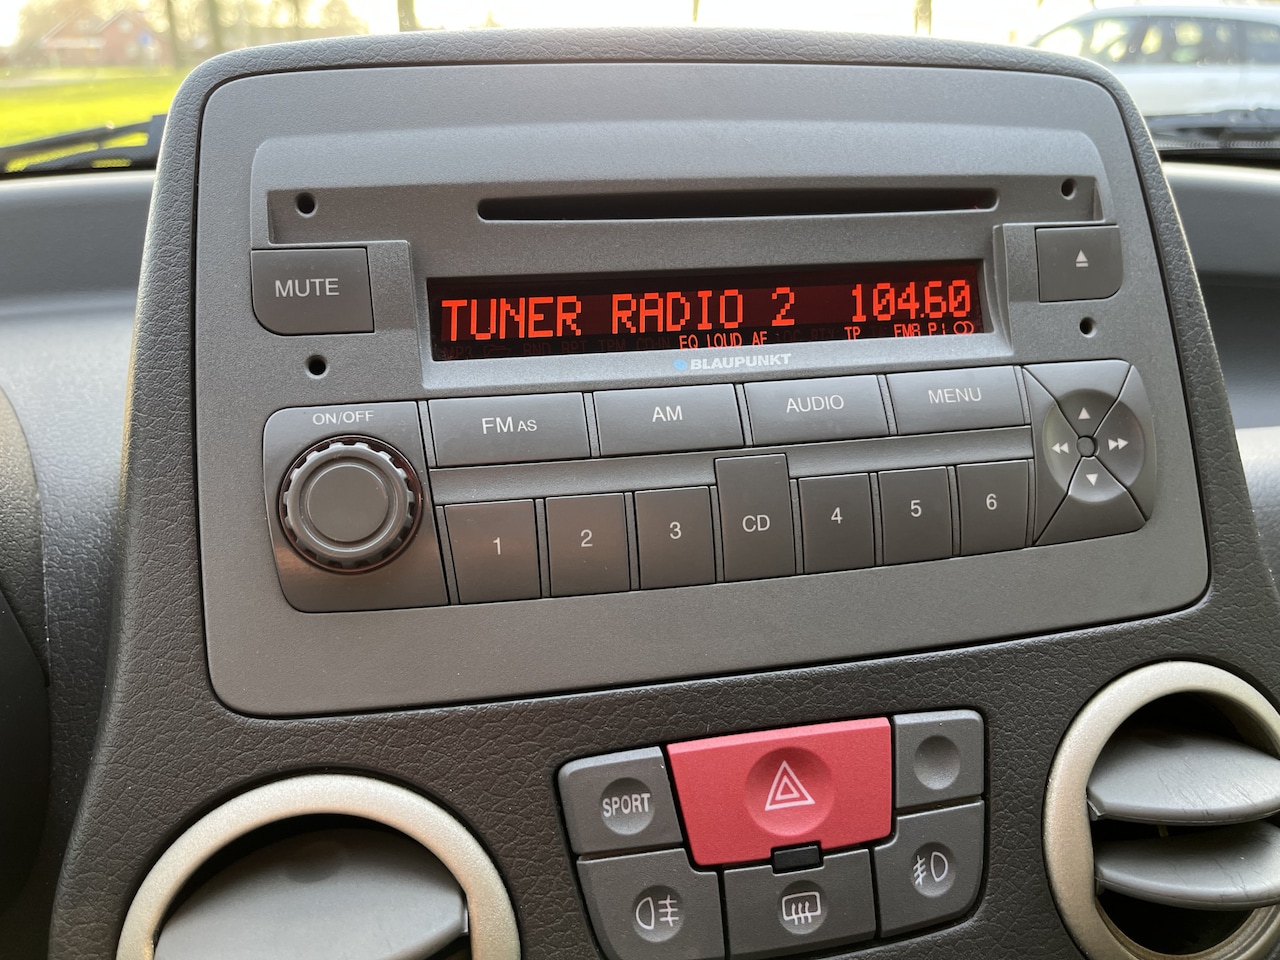 MUTE
TUNER RADIO 2 104.60
EQ LOUD AF TP FMB P1
BLAUPUNKT
ON/OFF
FM AS AM AUDIO MENU
1 2 3 CD 4 5 6
SPORT